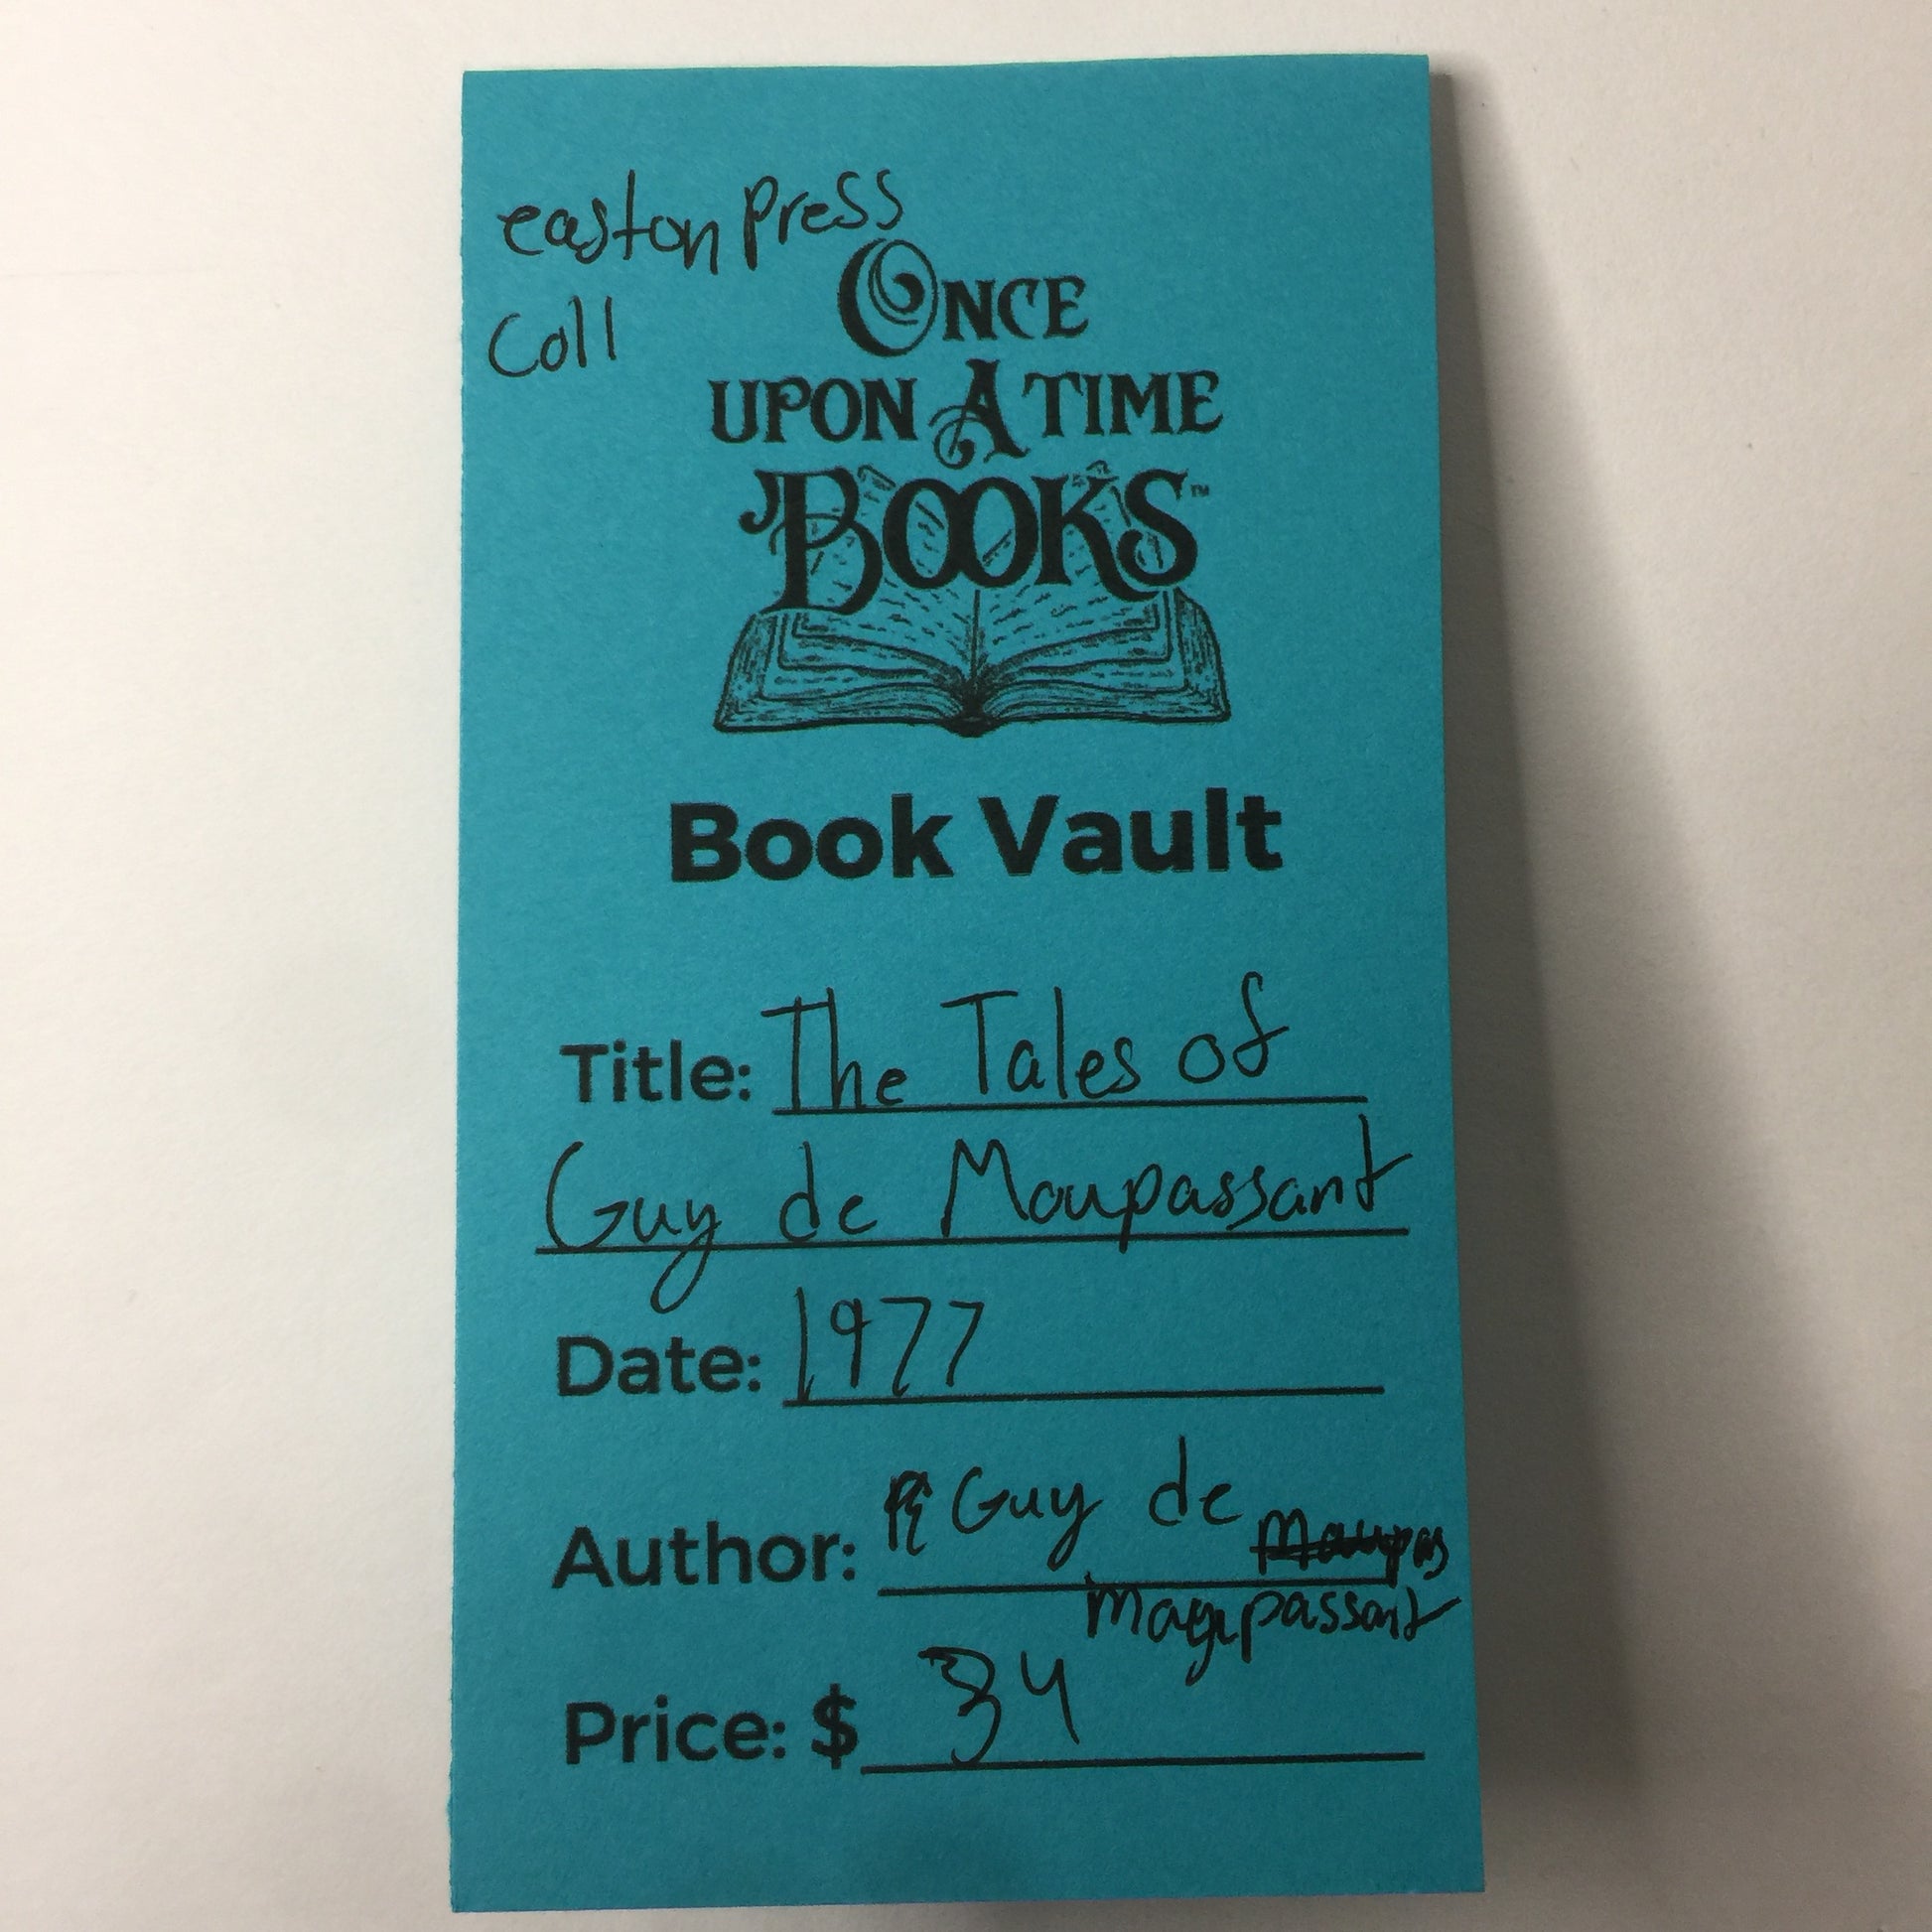 easton press
Coll
ONCE
UPON A TIME
BOOKS™
Book Vault
Title: The Tales of
Guy de Maupassant
Date: 1977
Author: Guy de
Maupassant
Price: $ 34